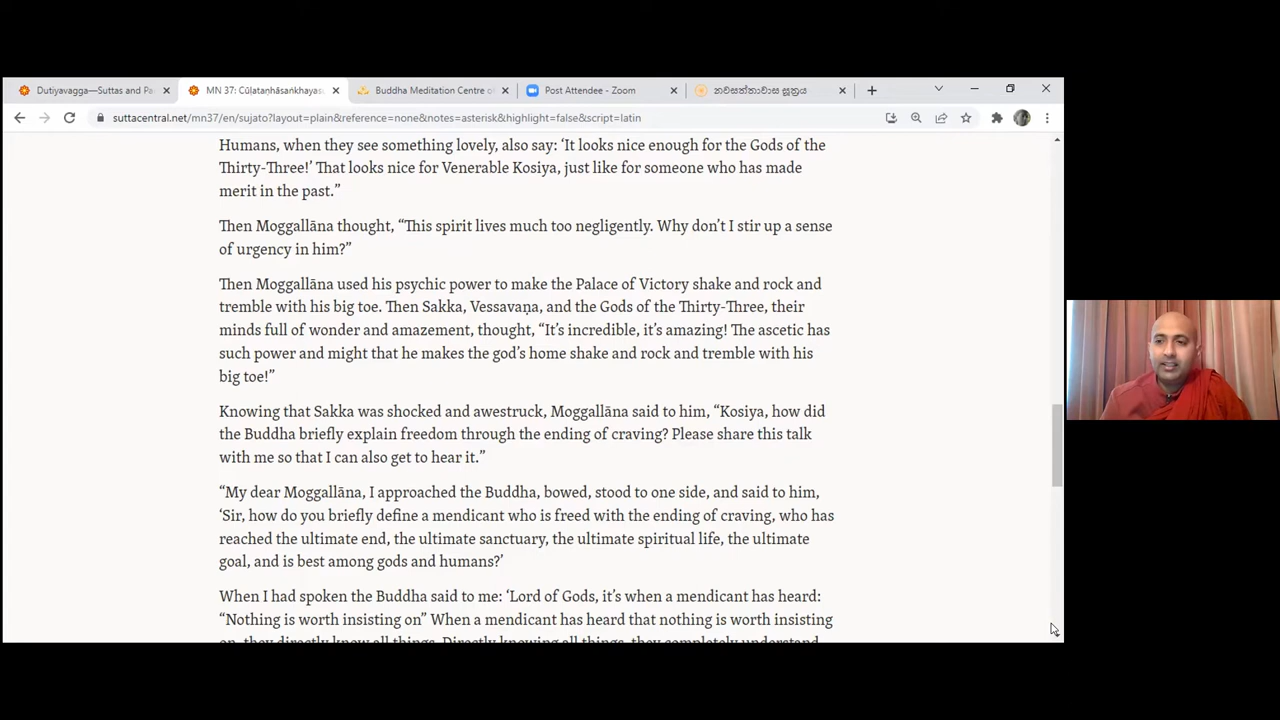 Dutiyavagga—Suttas and Pa
MN 37: Cūḷataṇhāsaṅkhayasu
Buddha Meditation Centre o
Post Attendee - Zoom
නවසත්තාවාස සූත්‍රය
suttacentral.net/mn37/en/sujato?layout=plain&reference=none&notes=asterisk&highlight=false&script=latin
Humans, when they see something lovely, also say: ‘It looks nice enough for the Gods of the
Thirty-Three!’ That looks nice for Venerable Kosiya, just like for someone who has made
merit in the past.”
Then Moggallāna thought, “This spirit lives much too negligently. Why don’t I stir up a sense
of urgency in him?”
Then Moggallāna used his psychic power to make the Palace of Victory shake and rock and
tremble with his big toe. Then Sakka, Vessavaṇa, and the Gods of the Thirty-Three, their
minds full of wonder and amazement, thought, “It’s incredible, it’s amazing! The ascetic has
such power and might that he makes the god’s home shake and rock and tremble with his
big toe!”
Knowing that Sakka was shocked and awestruck, Moggallāna said to him, “Kosiya, how did
the Buddha briefly explain freedom through the ending of craving? Please share this talk
with me so that I can also get to hear it.”
“My dear Moggallāna, I approached the Buddha, bowed, stood to one side, and said to him,
‘Sir, how do you briefly define a mendicant who is freed with the ending of craving, who has
reached the ultimate end, the ultimate sanctuary, the ultimate spiritual life, the ultimate
goal, and is best among gods and humans?’
When I had spoken the Buddha said to me: ‘Lord of Gods, it’s when a mendicant has heard:
“Nothing is worth insisting on” When a mendicant has heard that nothing is worth insisting
on, they directly know all things. Directly knowing all things, they completely understand